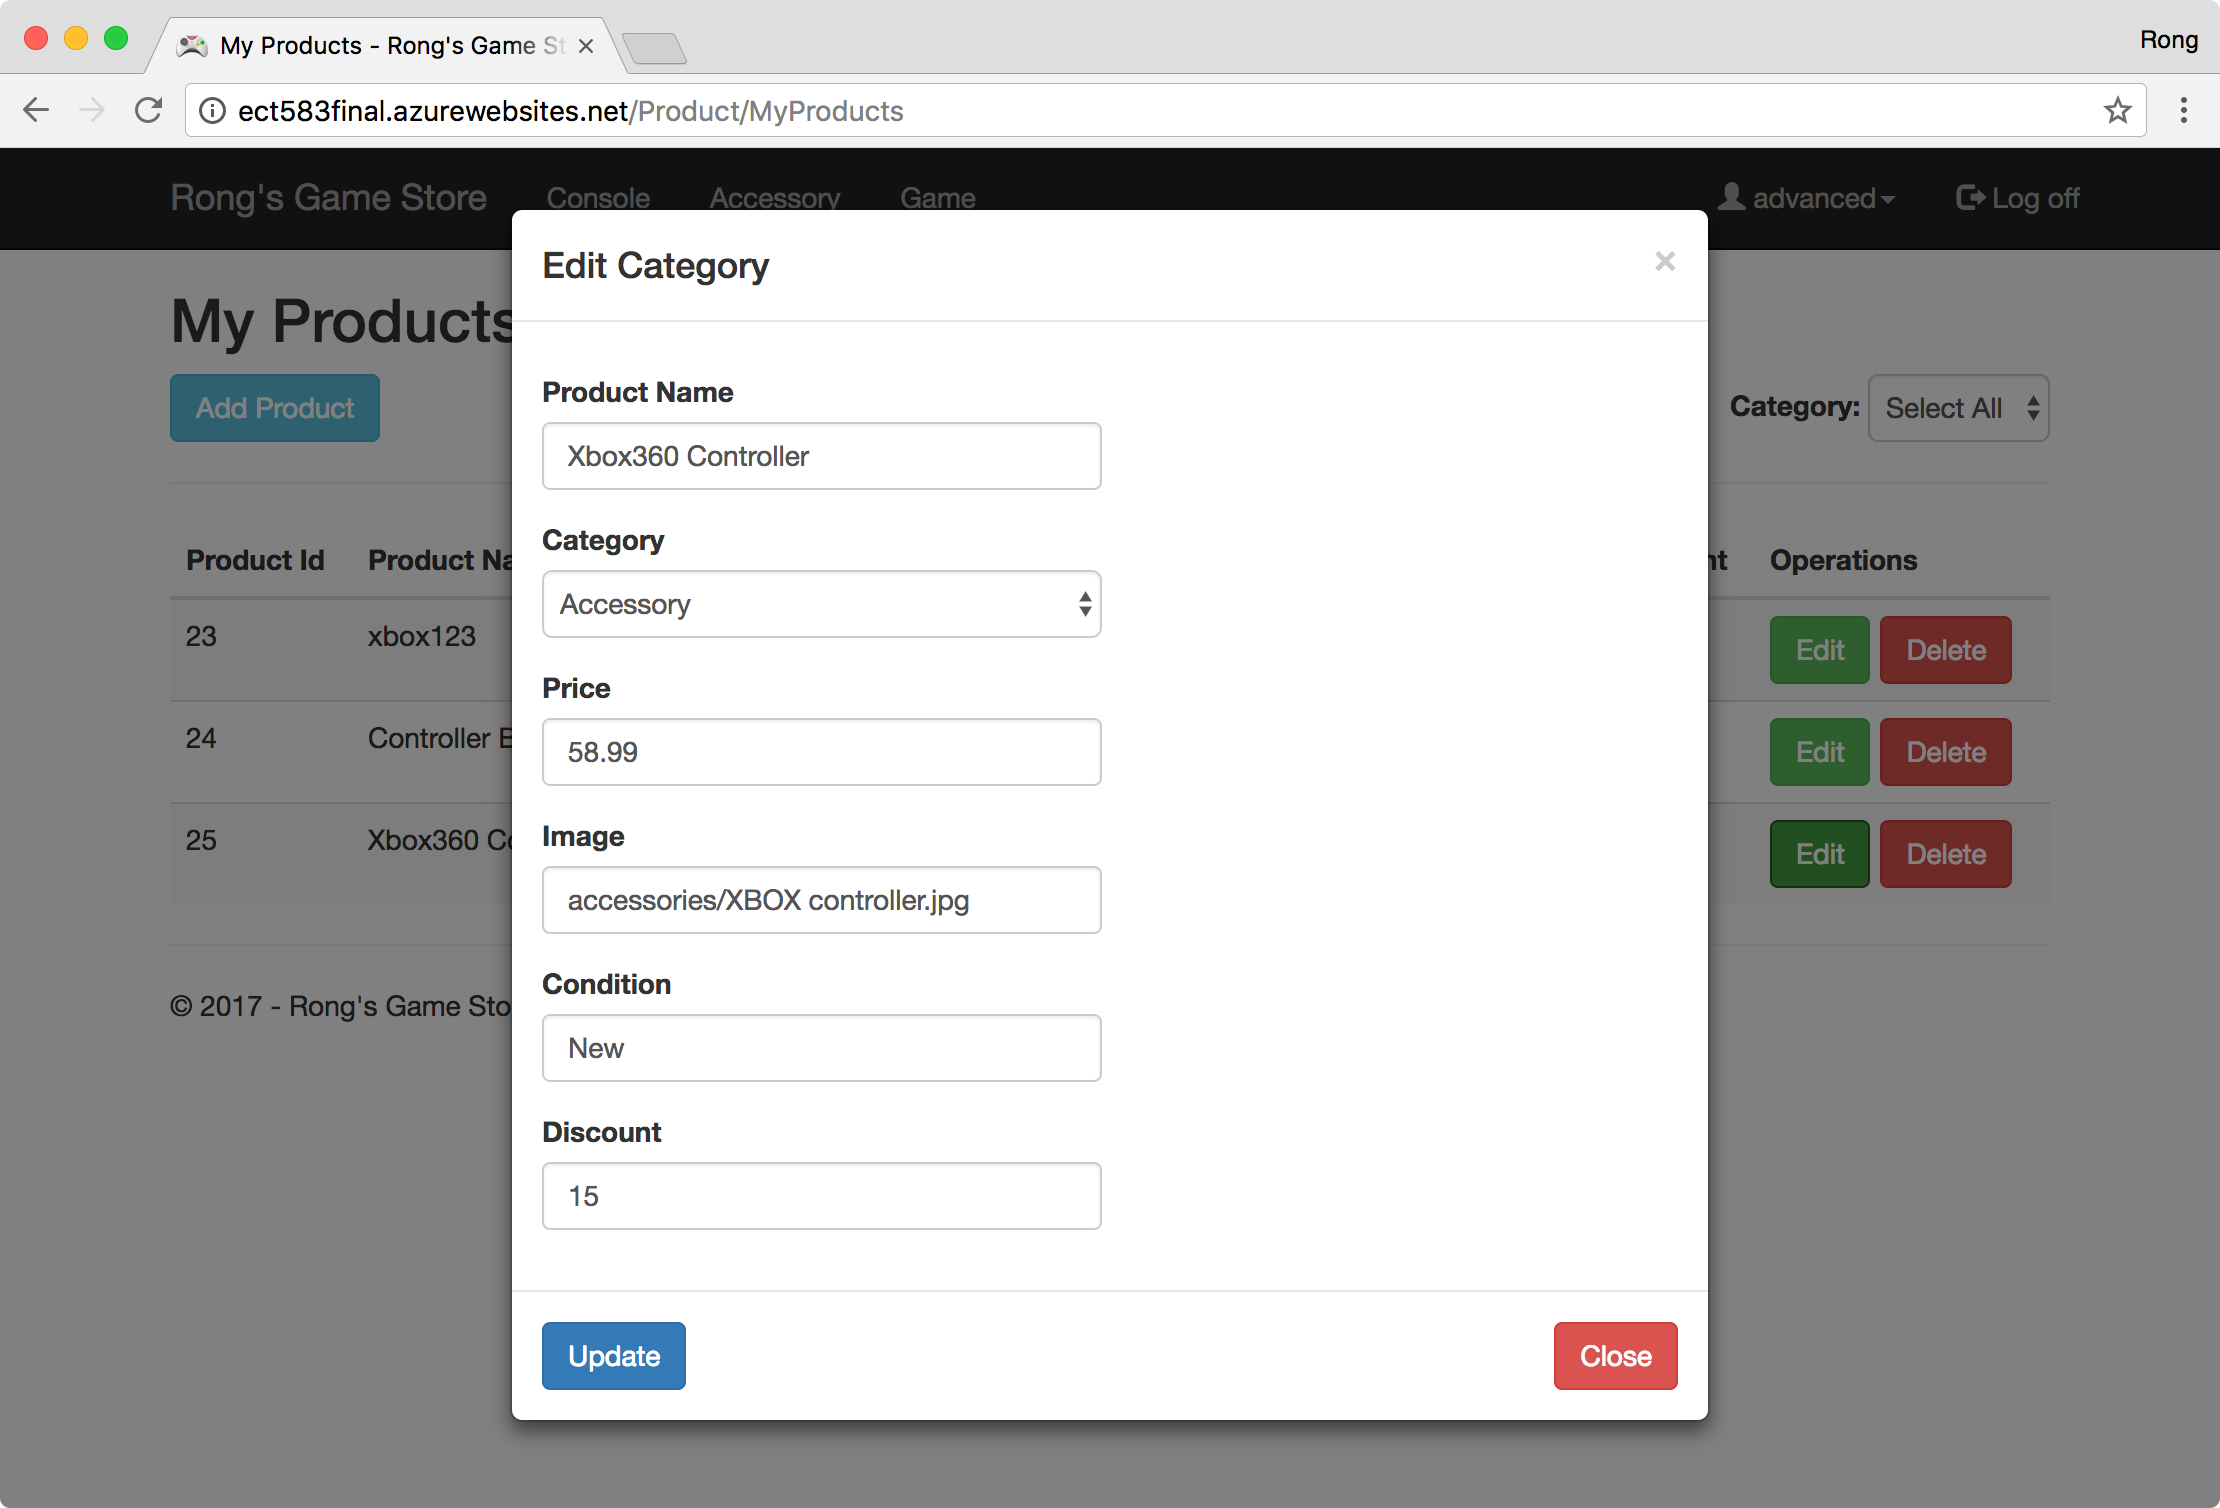 My Products - Rong's Game St
Rong
ect583final.azurewebsites.net/Product/MyProducts
Rong's Game Store Console Accessory Game advanced Log off
Edit Category ×
My Products
Add Product
Category: Select All
Product Name
Xbox360 Controller
Category
Accessory
Price
58.99
Image
accessories/XBOX controller.jpg
Condition
New
Discount
15
Update Close
Product Id Product Operations
23 xbox123 Edit Delete
24 Controller Edit Delete
25 Xbox360 Edit Delete
© 2017 - Rong's Game